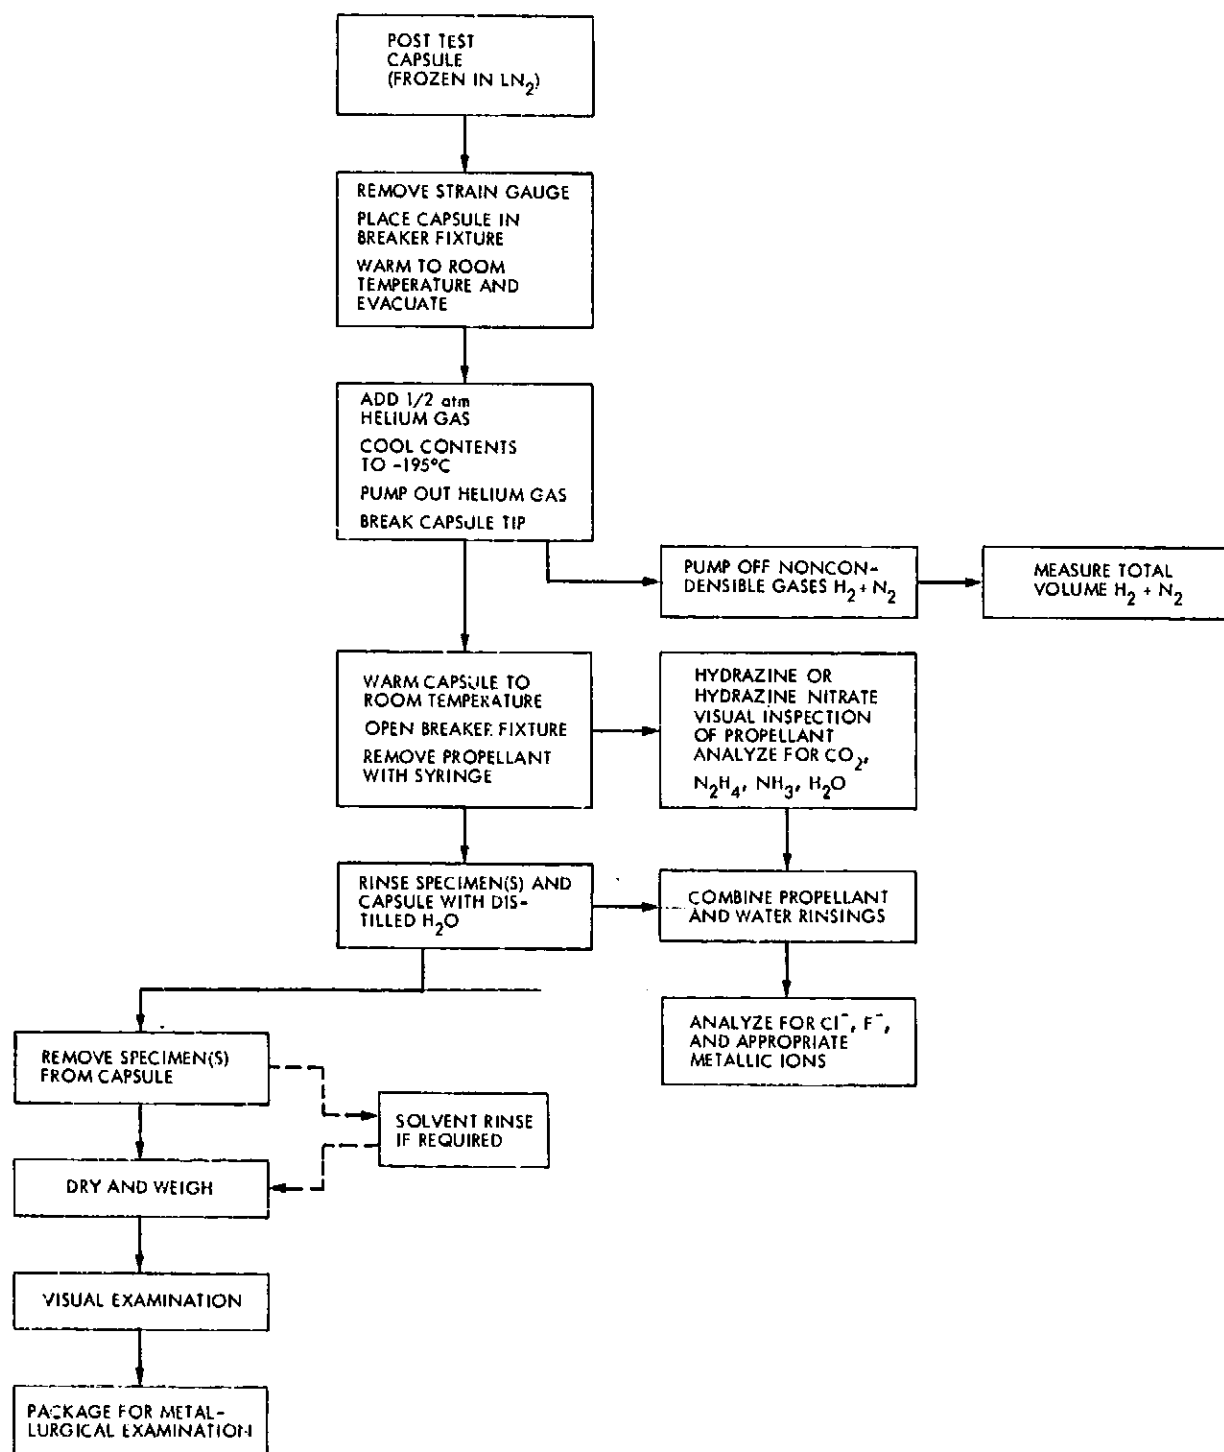 POST TEST
CAPSULE
(FROZEN IN LN₂)
REMOVE STRAIN GAUGE
PLACE CAPSULE IN
BREAKER FIXTURE
WARM TO ROOM
TEMPERATURE AND
EVACUATE
ADD 1/2 atm
HELIUM GAS
COOL CONTENTS
TO -195°C
PUMP OUT HELIUM GAS
BREAK CAPSULE TIP
PUMP OFF NONCON-
DENSIBLE GASES H₂ + N₂
MEASURE TOTAL
VOLUME H₂ + N₂
WARM CAPSULE TO
ROOM TEMPERATURE
OPEN BREAKER FIXTURE
REMOVE PROPELLANT
WITH SYRINGE
HYDRAZINE OR
HYDRAZINE NITRATE
VISUAL INSPECTION
OF PROPELLANT
ANALYZE FOR CO₂,
N₂H₄, NH₃, H₂O
RINSE SPECIMEN(S) AND
CAPSULE WITH DIS-
TILLED H₂O
COMBINE PROPELLANT
AND WATER RINSINGS
ANALYZE FOR Cl⁻, F⁻,
AND APPROPRIATE
METALLIC IONS
REMOVE SPECIMEN(S)
FROM CAPSULE
SOLVENT RINSE
IF REQUIRED
DRY AND WEIGH
VISUAL EXAMINATION
PACKAGE FOR METAL-
LURGICAL EXAMINATION